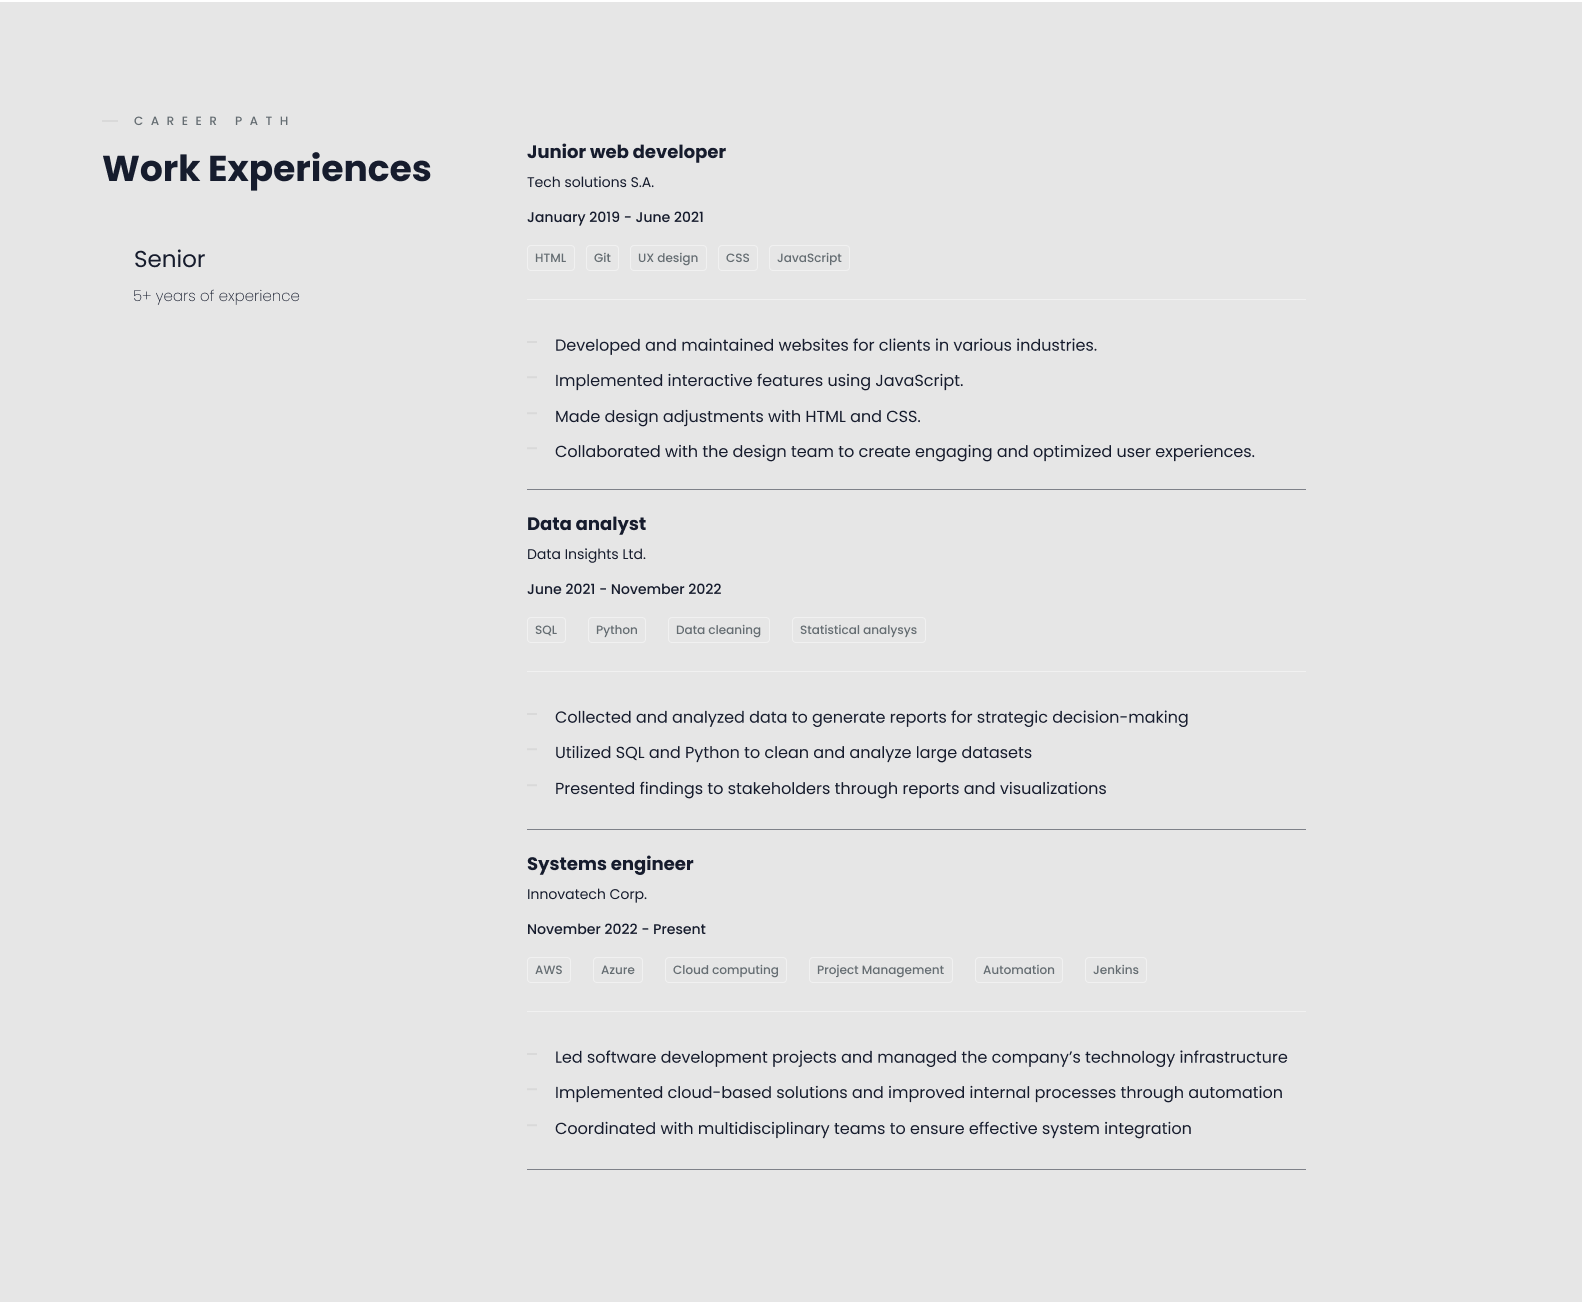 CAREER PATH
Work Experiences
Senior
5+ years of experience
Junior web developer
Tech solutions S.A.
January 2019 - June 2021
HTML Git UX design CSS JavaScript
Developed and maintained websites for clients in various industries.
Implemented interactive features using JavaScript.
Made design adjustments with HTML and CSS.
Collaborated with the design team to create engaging and optimized user experiences.
Data analyst
Data Insights Ltd.
June 2021 - November 2022
SQL Python Data cleaning Statistical analysys
Collected and analyzed data to generate reports for strategic decision-making
Utilized SQL and Python to clean and analyze large datasets
Presented findings to stakeholders through reports and visualizations
Systems engineer
Innovatech Corp.
November 2022 - Present
AWS Azure Cloud computing Project Management Automation Jenkins
Led software development projects and managed the company’s technology infrastructure
Implemented cloud-based solutions and improved internal processes through automation
Coordinated with multidisciplinary teams to ensure effective system integration